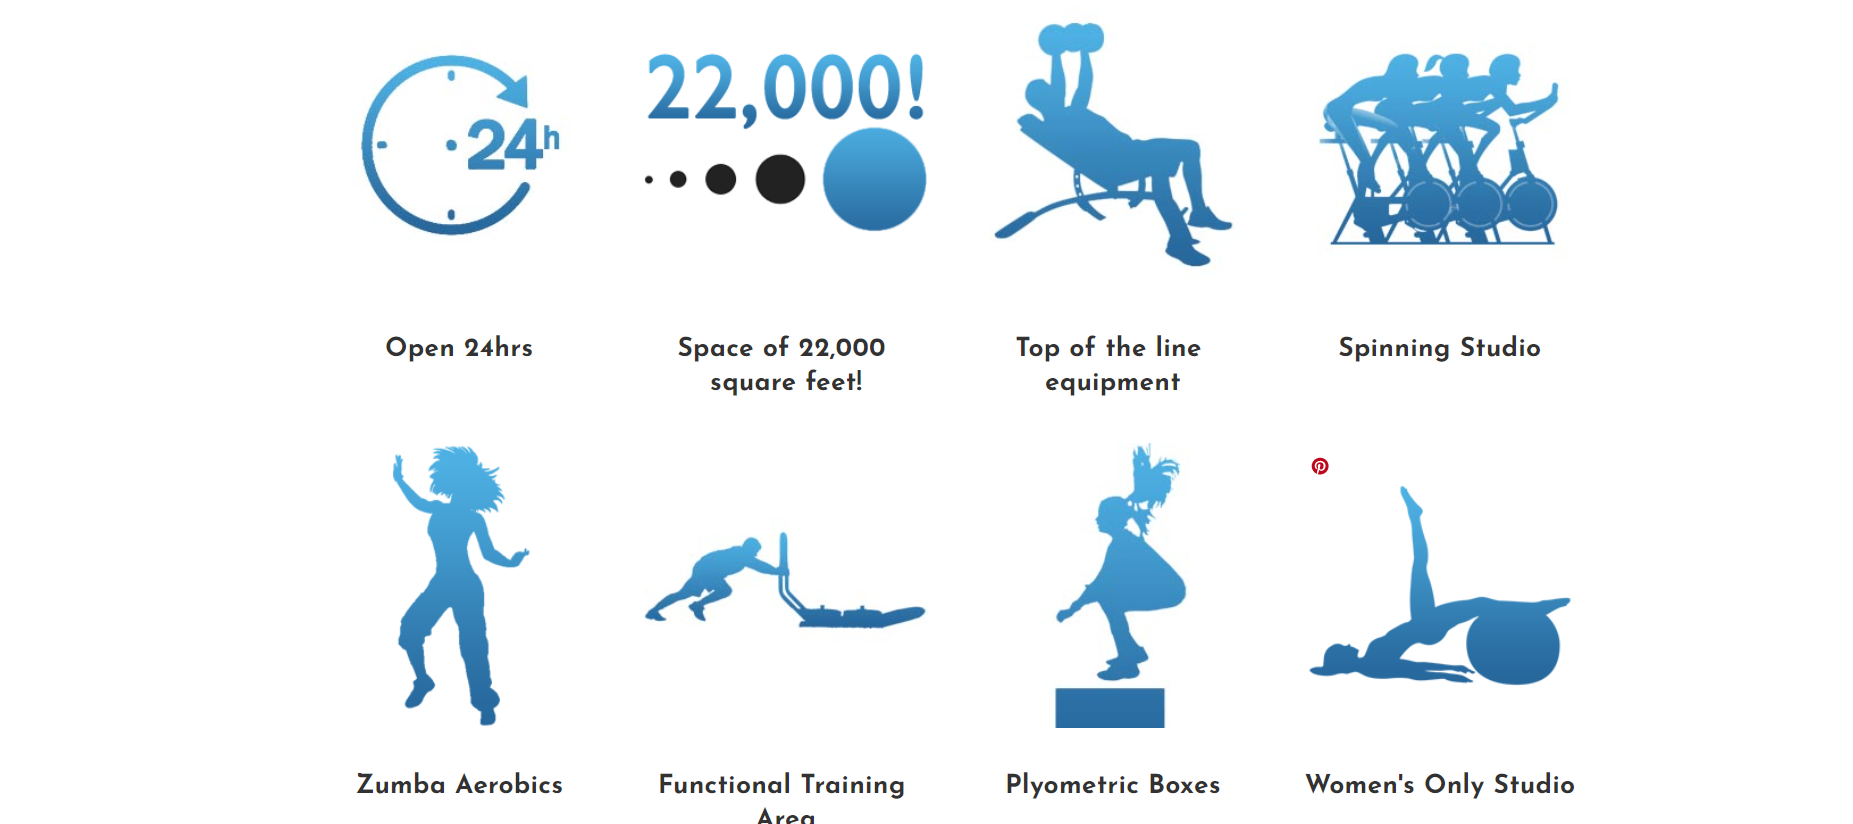 24h
22,000!
Open 24hrs
Space of 22,000
square feet!
Top of the line
equipment
Spinning Studio
Zumba Aerobics
Functional Training
Area
Plyometric Boxes
Women's Only Studio